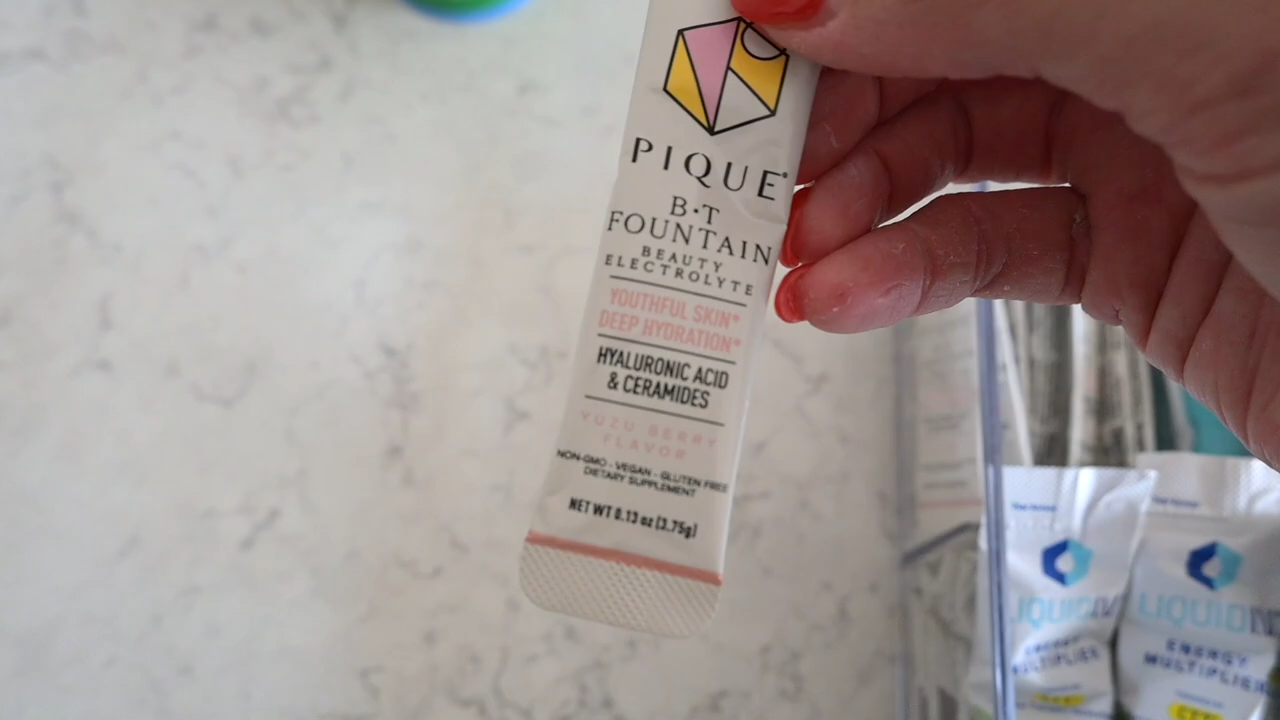 PIQUE®
B·T
FOUNTAIN
BEAUTY
ELECTROLYTE
YOUTHFUL SKIN*
DEEP HYDRATION*
HYALURONIC ACID
& CERAMIDES
YUZU BERRY
FLAVOR
NON-GMO - VEGAN - GLUTEN FREE
DIETARY SUPPLEMENT
NET WT 0.13 oz (3.75g)
LIQUID
ENERGY
MULTIPLIER
LIQUID
ENERGY
MULTIPLIER